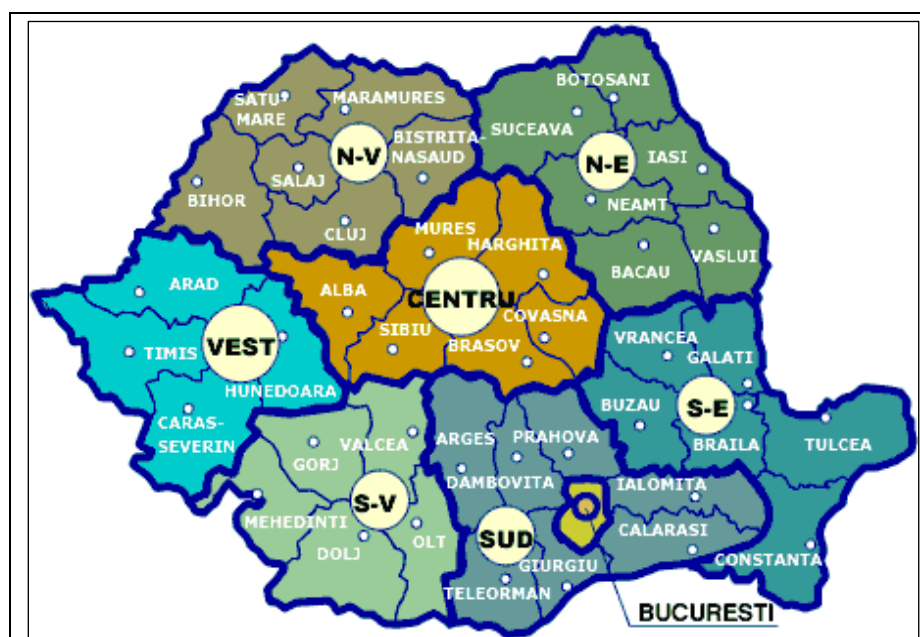 BOTOSANI
SATU
MARE
MARAMURES
SUCEAVA
BISTRITA-
NASAUD
N-V
N-E
IASI
SALAJ
BIHOR
NEAMT
CLUJ
MURES
HARGHITA
VASLUI
BACAU
ARAD
ALBA
CENTRU
COVASNA
SIBIU
BRASOV
VRANCEA
GALATI
TIMIS
VEST
HUNEDOARA
BUZAU
S-E
CARAS-
SEVERIN
BRAILA
TULCEA
VALCEA
GORJ
ARGES
PRAHOVA
DAMBOVITA
IALOMITA
S-V
MEHEDINTI
DOLJ
OLT
SUD
CALARASI
GIURGIU
CONSTANTA
TELEORMAN
BUCURESTI